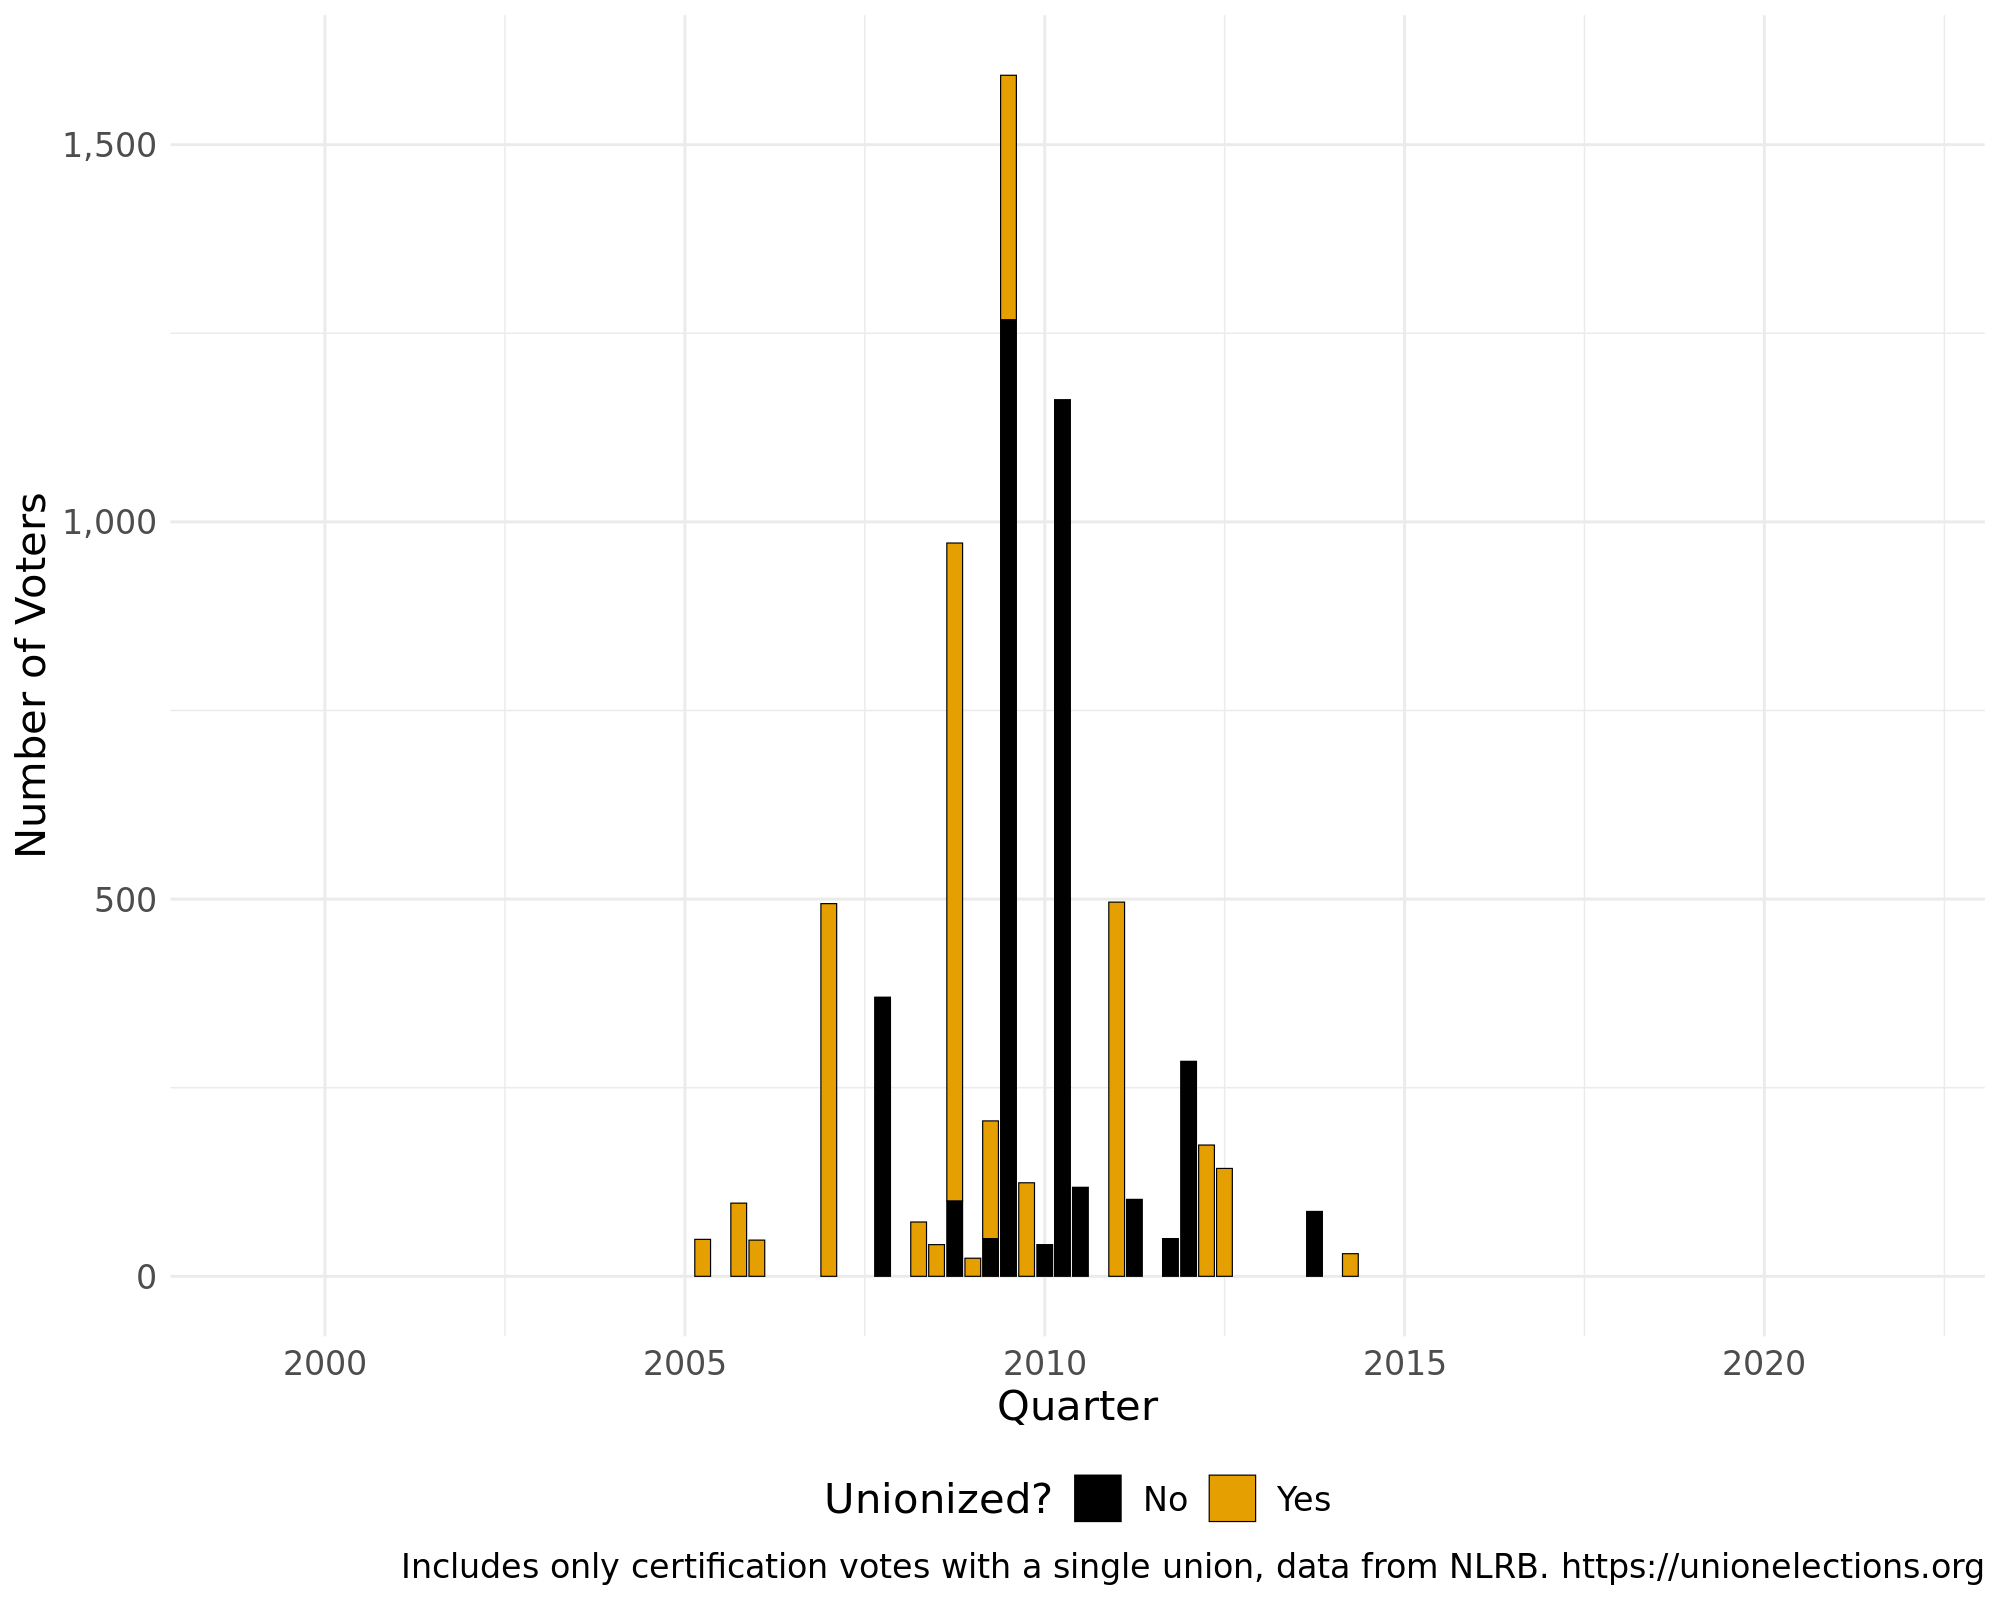 1,500
1,000
500
0
Number of Voters
2000 2005 2010 2015 2020
Quarter
Unionized? No Yes
Includes only certification votes with a single union, data from NLRB. https://unionelections.org